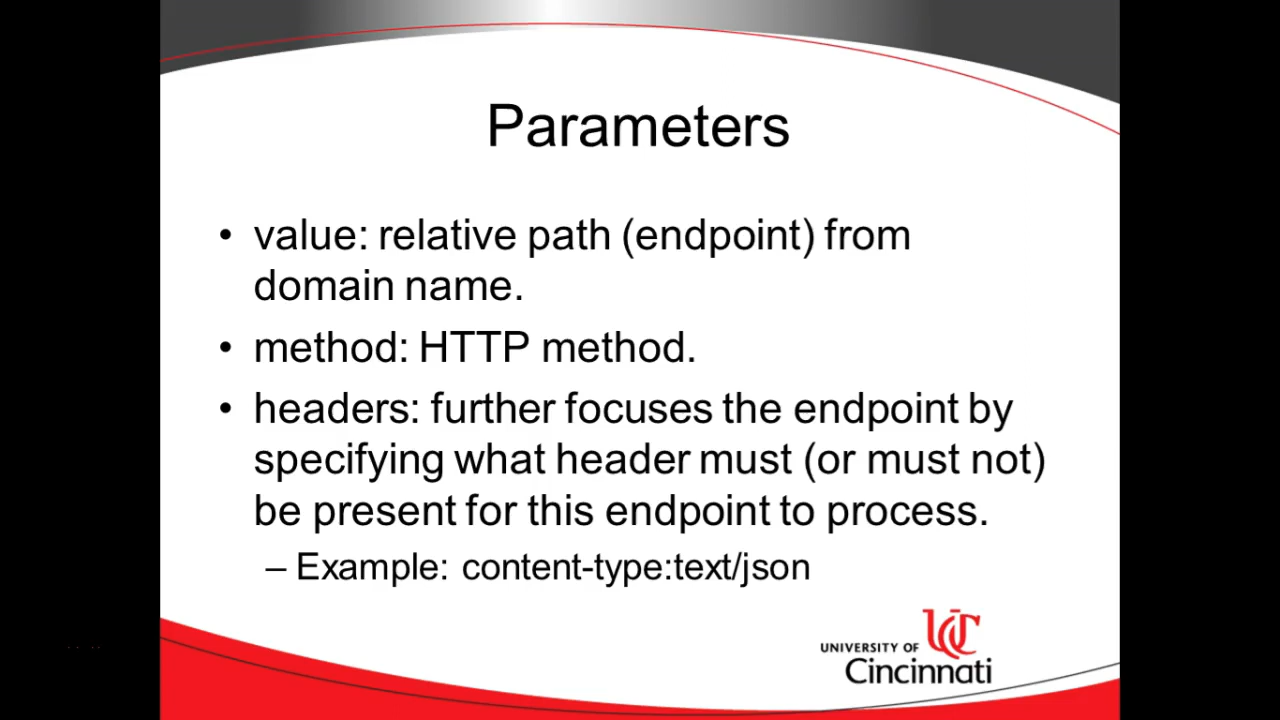 Parameters
• value: relative path (endpoint) from
domain name.
• method: HTTP method.
• headers: further focuses the endpoint by
specifying what header must (or must not)
be present for this endpoint to process.
– Example: content-type:text/json
UC
UNIVERSITY OF
Cincinnati